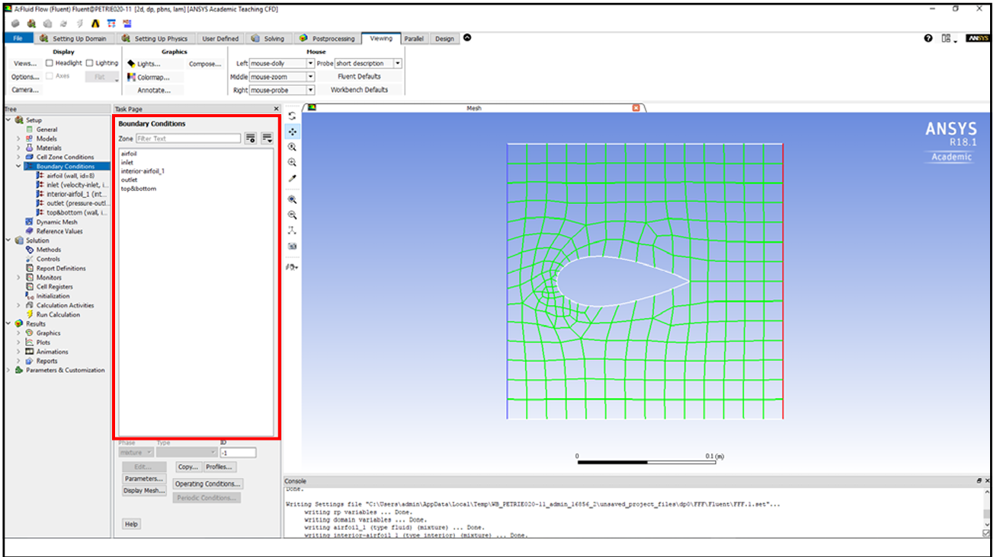 A:Fluid Flow (Fluent) Fluent@PETRIE020-11 [2d, dp, pbns, lam] [ANSYS Academic Teaching CFD]
File Setting Up Domain Setting Up Physics User Defined Solving Postprocessing Viewing Parallel Design ANSYS
Display Graphics Mouse
Views... Headlight Lighting Lights... Compose... Left mouse-dolly Probe short description
Options... Axes Flat Colormap... Middle mouse-zoom Fluent Defaults
Camera... Annotate... Right mouse-probe Workbench Defaults
Tree
Setup
General
Models
Materials
Cell Zone Conditions
Boundary Conditions
airfoil (wall, id=8)
inlet (velocity-inlet, i...
interior-airfoil_1 (int...
outlet (pressure-outl...
top&bottom (wall, i...
Dynamic Mesh
Reference Values
Solution
Methods
Controls
Report Definitions
Monitors
Cell Registers
Initialization
Calculation Activities
Run Calculation
Results
Graphics
Plots
Animations
Reports
Parameters & Customization
Task Page
Boundary Conditions
Zone Filter Text
airfoil
inlet
interior-airfoil_1
outlet
top&bottom
Phase Type ID
mixture -1
Edit... Copy... Profiles...
Parameters... Operating Conditions...
Display Mesh... Periodic Conditions...
Help
Mesh
ANSYS
R18.1
Academic
0 0.1 (m)
Console
Done.
Writing Settings file "C:\Users\admin\AppData\Local\Temp\WB_PETRIE020-11_admin_16856_2\unsaved_project_files\dp0\FFF\Fluent\FFF.1.set"...
writing rp variables ... Done.
writing domain variables ... Done.
writing airfoil_1 (type fluid) (mixture) ... Done.
writing interior-airfoil_1 (type interior) (mixture) ... Done.